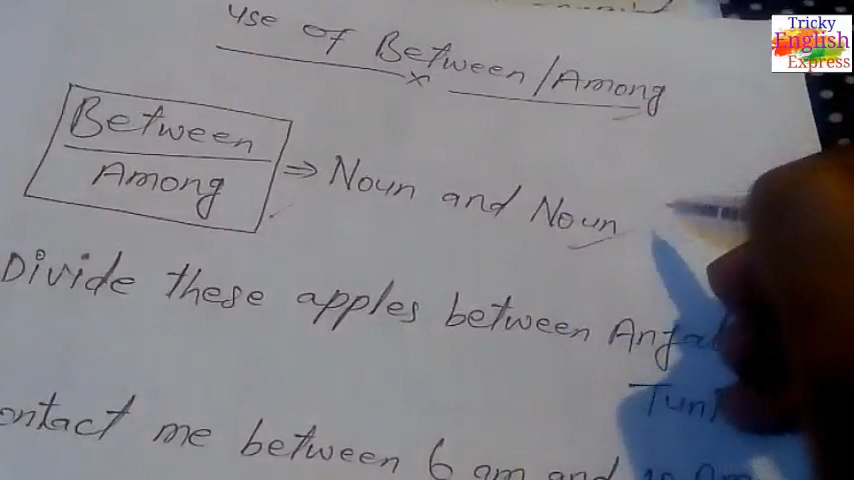 Tricky
English
Express
Use of Between/Among
Between
Among
⇒ Noun and Noun
Divide these apples between
contact me between 6 am and